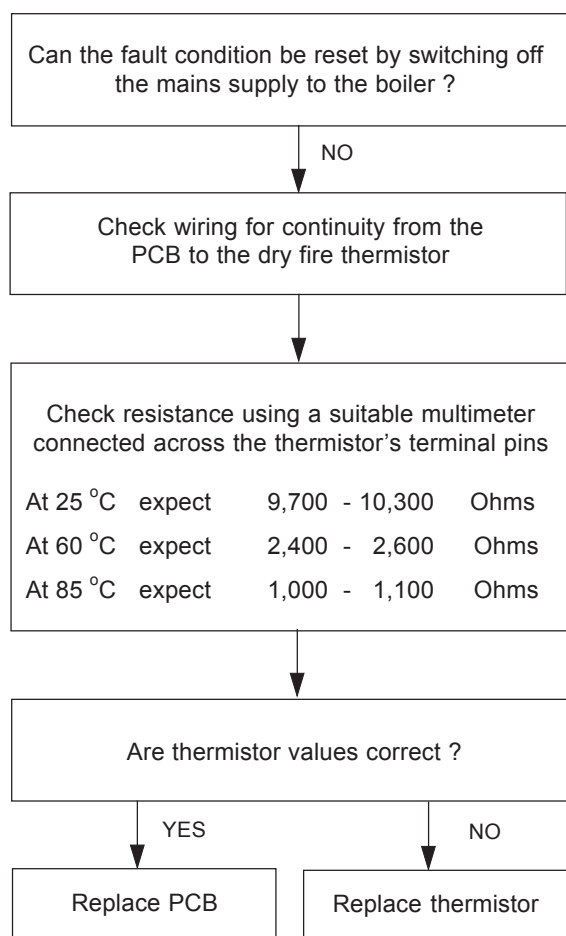 Can the fault condition be reset by switching off
the mains supply to the boiler ?
NO
Check wiring for continuity from the
PCB to the dry fire thermistor
Check resistance using a suitable multimeter
connected across the thermistor's terminal pins
At 25 °C expect 9,700 - 10,300 Ohms
At 60 °C expect 2,400 - 2,600 Ohms
At 85 °C expect 1,000 - 1,100 Ohms
Are thermistor values correct ?
YES NO
Replace PCB Replace thermistor